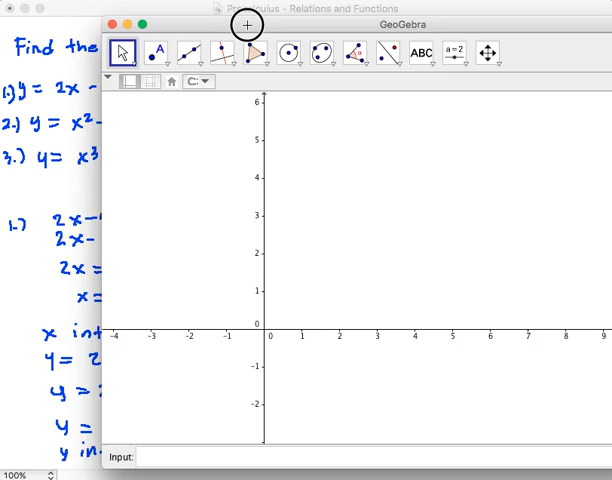 Precalculus - Relations and Functions
GeoGebra
Find the
A
ABC
a = 2
1.) y = 2x -
2.) y = x² -
3.) y = x³
1.) 2x -
2x -
2x =
x =
x int
y = 2
y =
y =
y in
6
5
4
3
2
1
0
-1
-2
-4 -3 -2 -1 0 1 2 3 4 5 6 7 8 9
Input:
100%